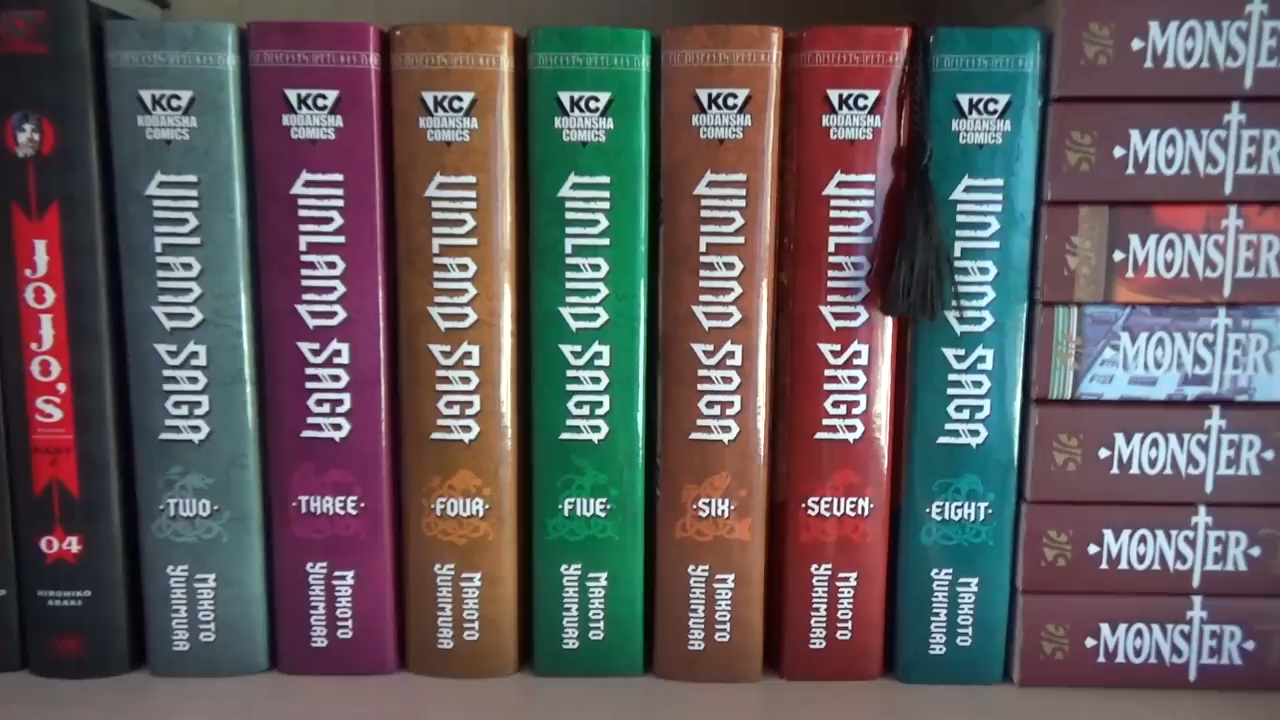 JOJO'S
04
HIROHIKO
ARAKI
KC
KODANSHA
COMICS
VINLAND SAGA
·TWO·
MAKOTO
YUKIMURA
KC
KODANSHA
COMICS
VINLAND SAGA
·THREE·
MAKOTO
YUKIMURA
KC
KODANSHA
COMICS
VINLAND SAGA
·FOUR·
MAKOTO
YUKIMURA
KC
KODANSHA
COMICS
VINLAND SAGA
·FIVE·
MAKOTO
YUKIMURA
KC
KODANSHA
COMICS
VINLAND SAGA
·SIX·
MAKOTO
YUKIMURA
KC
KODANSHA
COMICS
VINLAND SAGA
·SEVEN·
MAKOTO
YUKIMURA
KC
KODANSHA
COMICS
VINLAND SAGA
·EIGHT·
MAKOTO
YUKIMURA
MONSTE
MONSTER
MONSTER
MONSTER
MONSTER
MONSTER
MONSTER